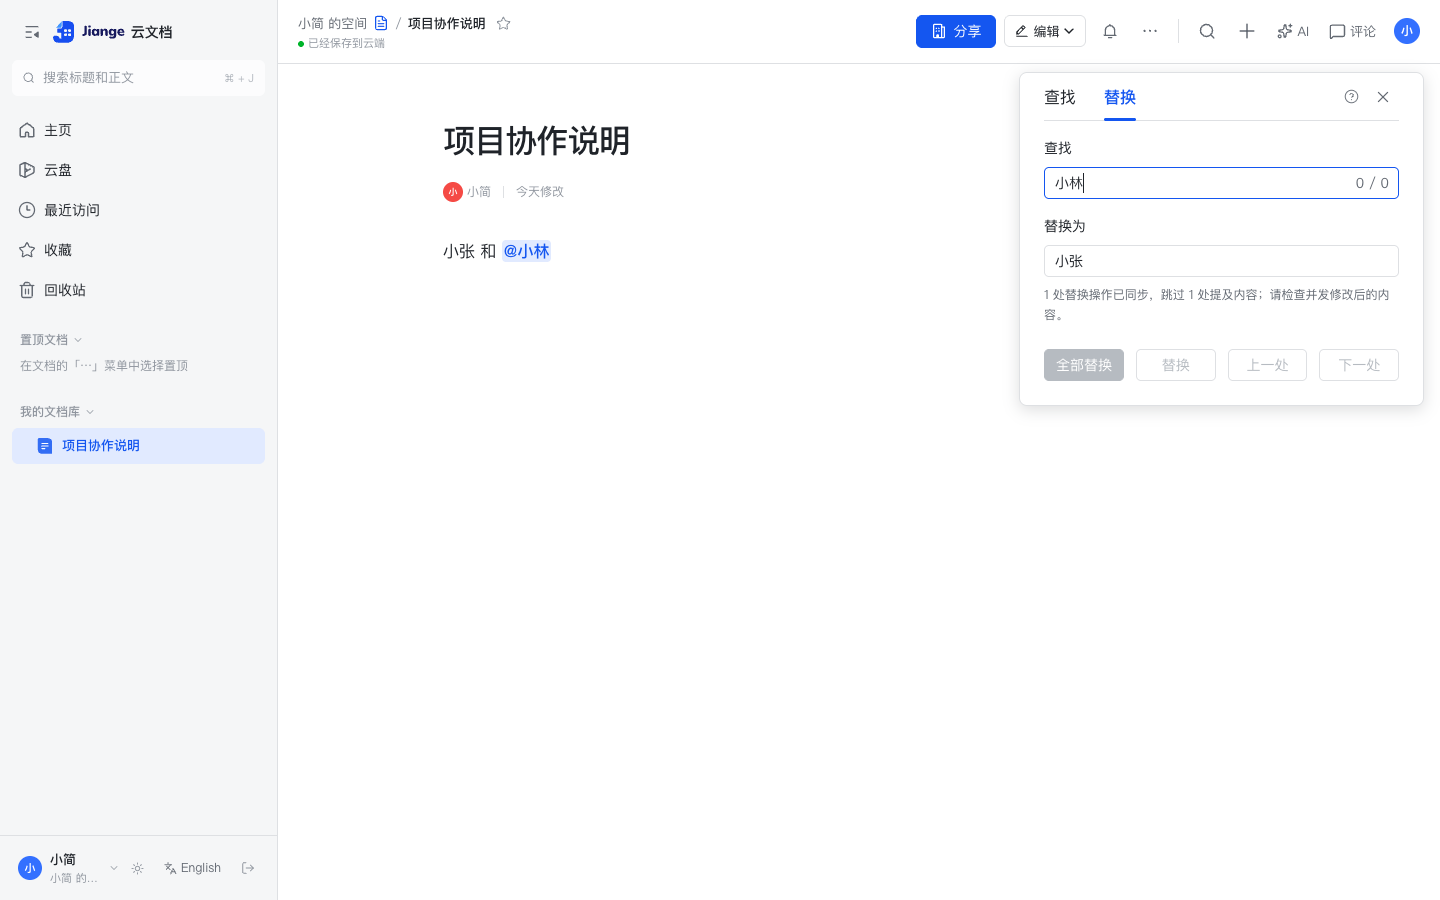 Jiange 云文档
搜索标题和正文 ⌘ + J
主页
云盘
最近访问
收藏
回收站
置顶文档
在文档的「···」菜单中选择置顶
我的文档库
项目协作说明
小 小简
小简 的...
English
小简 的空间 / 项目协作说明
已经保存到云端
分享
编辑
AI
评论
小
项目协作说明
小 小简 今天修改
小张 和 @小林
查找 替换
查找
小林 0 / 0
替换为
小张
1 处替换操作已同步，跳过 1 处提及内容；请检查并发修改后的内
容。
全部替换 替换 上一处 下一处